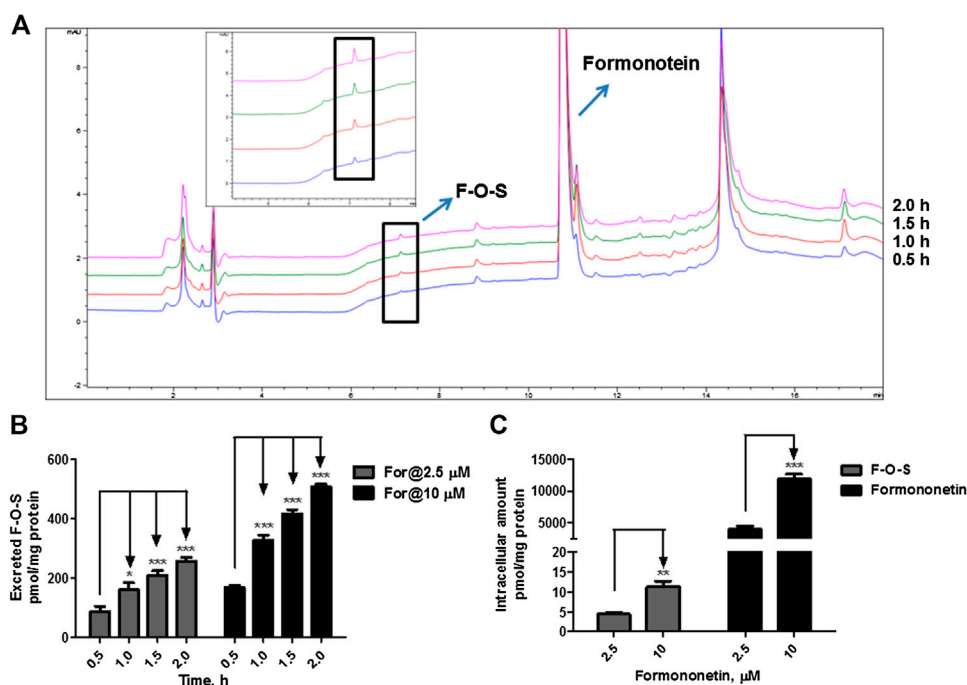 A
mAU
8
6
4
2
0
-2
2
4
6
8
10
12
14
16
min
Formonotein
F-O-S
2.0 h
1.5 h
1.0 h
0.5 h
B
Excreted F-O-S
pmol/mg protein
600
400
200
0
* *** ***
*** *** ***
0.5 1.0 1.5 2.0 0.5 1.0 1.5 2.0
Time, h
For@2.5 μM
For@10 μM
C
Intracellular amount
pmol/mg protein
15000
10000
5000
20
15
10
5
0
**
***
2.5 10 2.5 10
Formononetin, μM
F-O-S
Formononetin